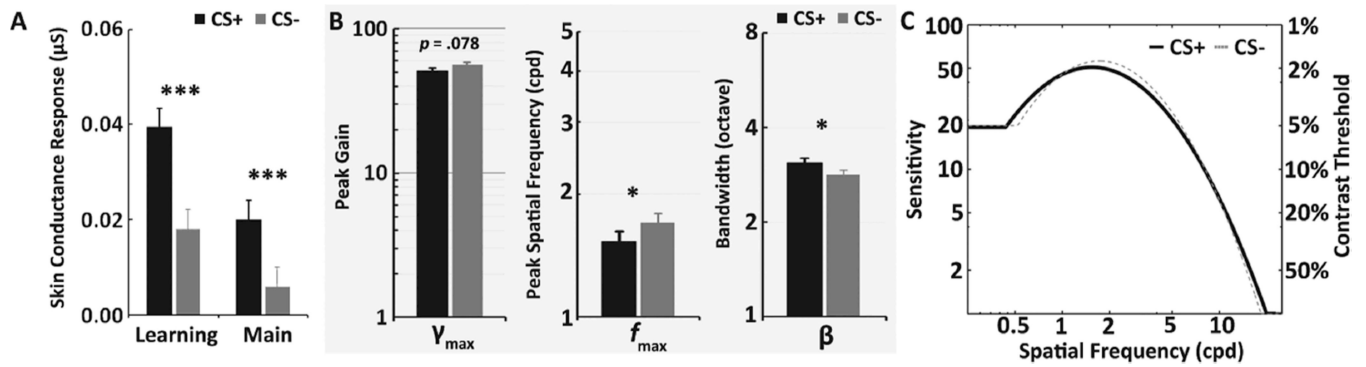 A
Skin Conductance Response (µS)
0.06
0.04
0.02
0.00
CS+ CS-
***
***
Learning Main
B
Peak Gain
100
10
1
p = .078
γmax
Peak Spatial Frequency (cpd)
5
4
3
2
1
*
fmax
CS+ CS-
Bandwidth (octave)
8
4
2
1
*
β
C
Sensitivity
100
50
20
10
5
2
CS+ CS-
1%
2%
5%
10%
20%
50%
Contrast Threshold
0.5 1 2 5 10
Spatial Frequency (cpd)